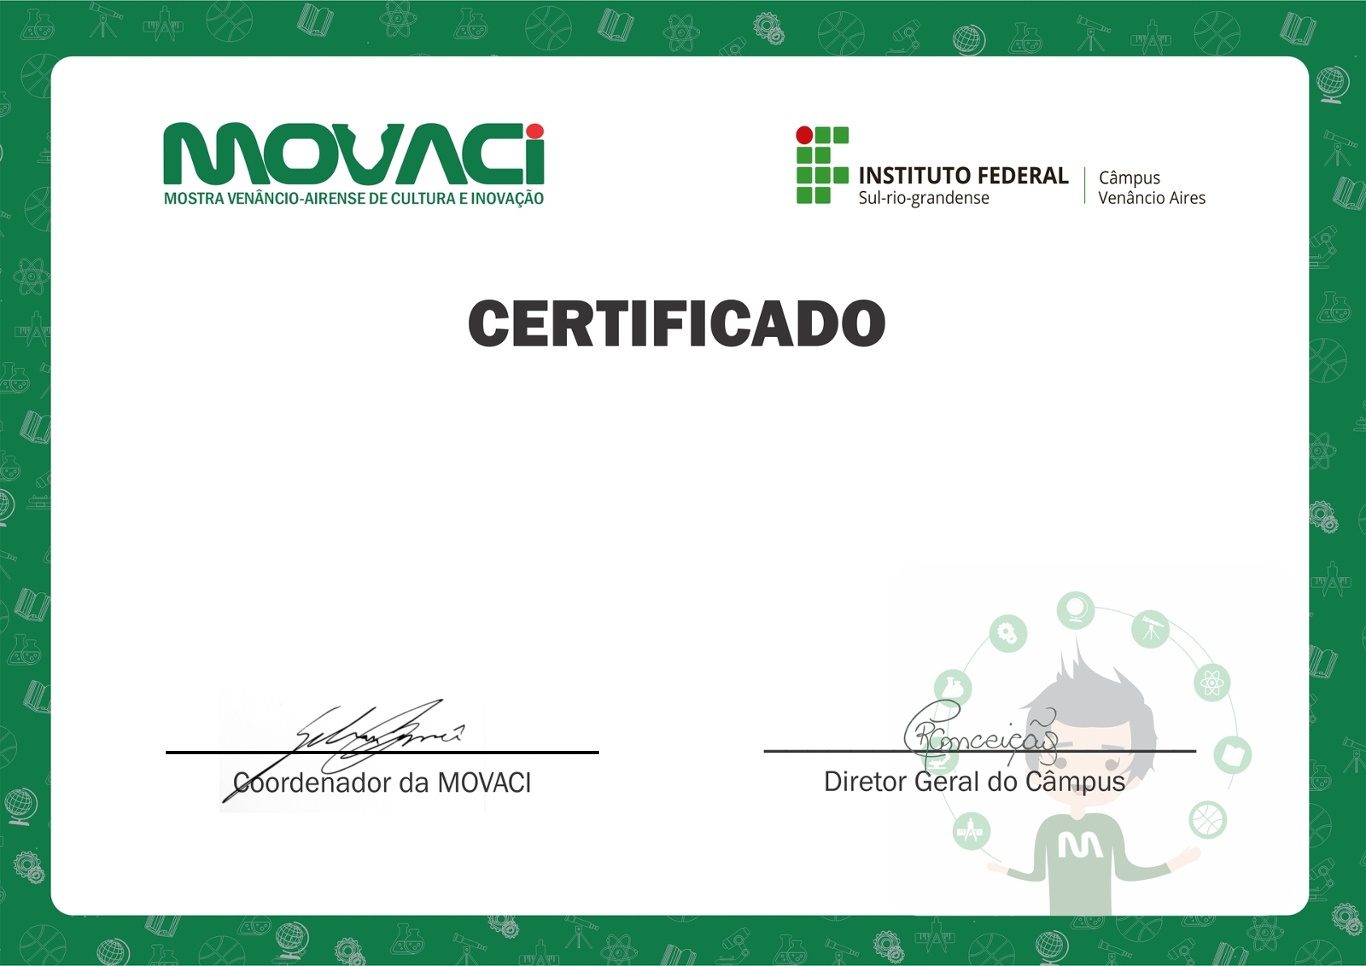 MOVACi
MOSTRA VENÂNCIO-AIRENSE DE CULTURA E INOVAÇÃO
INSTITUTO FEDERAL
Sul-rio-grandense
Câmpus
Venâncio Aires
CERTIFICADO
RConceição
Coordenador da MOVACI
Diretor Geral do Câmpus
M